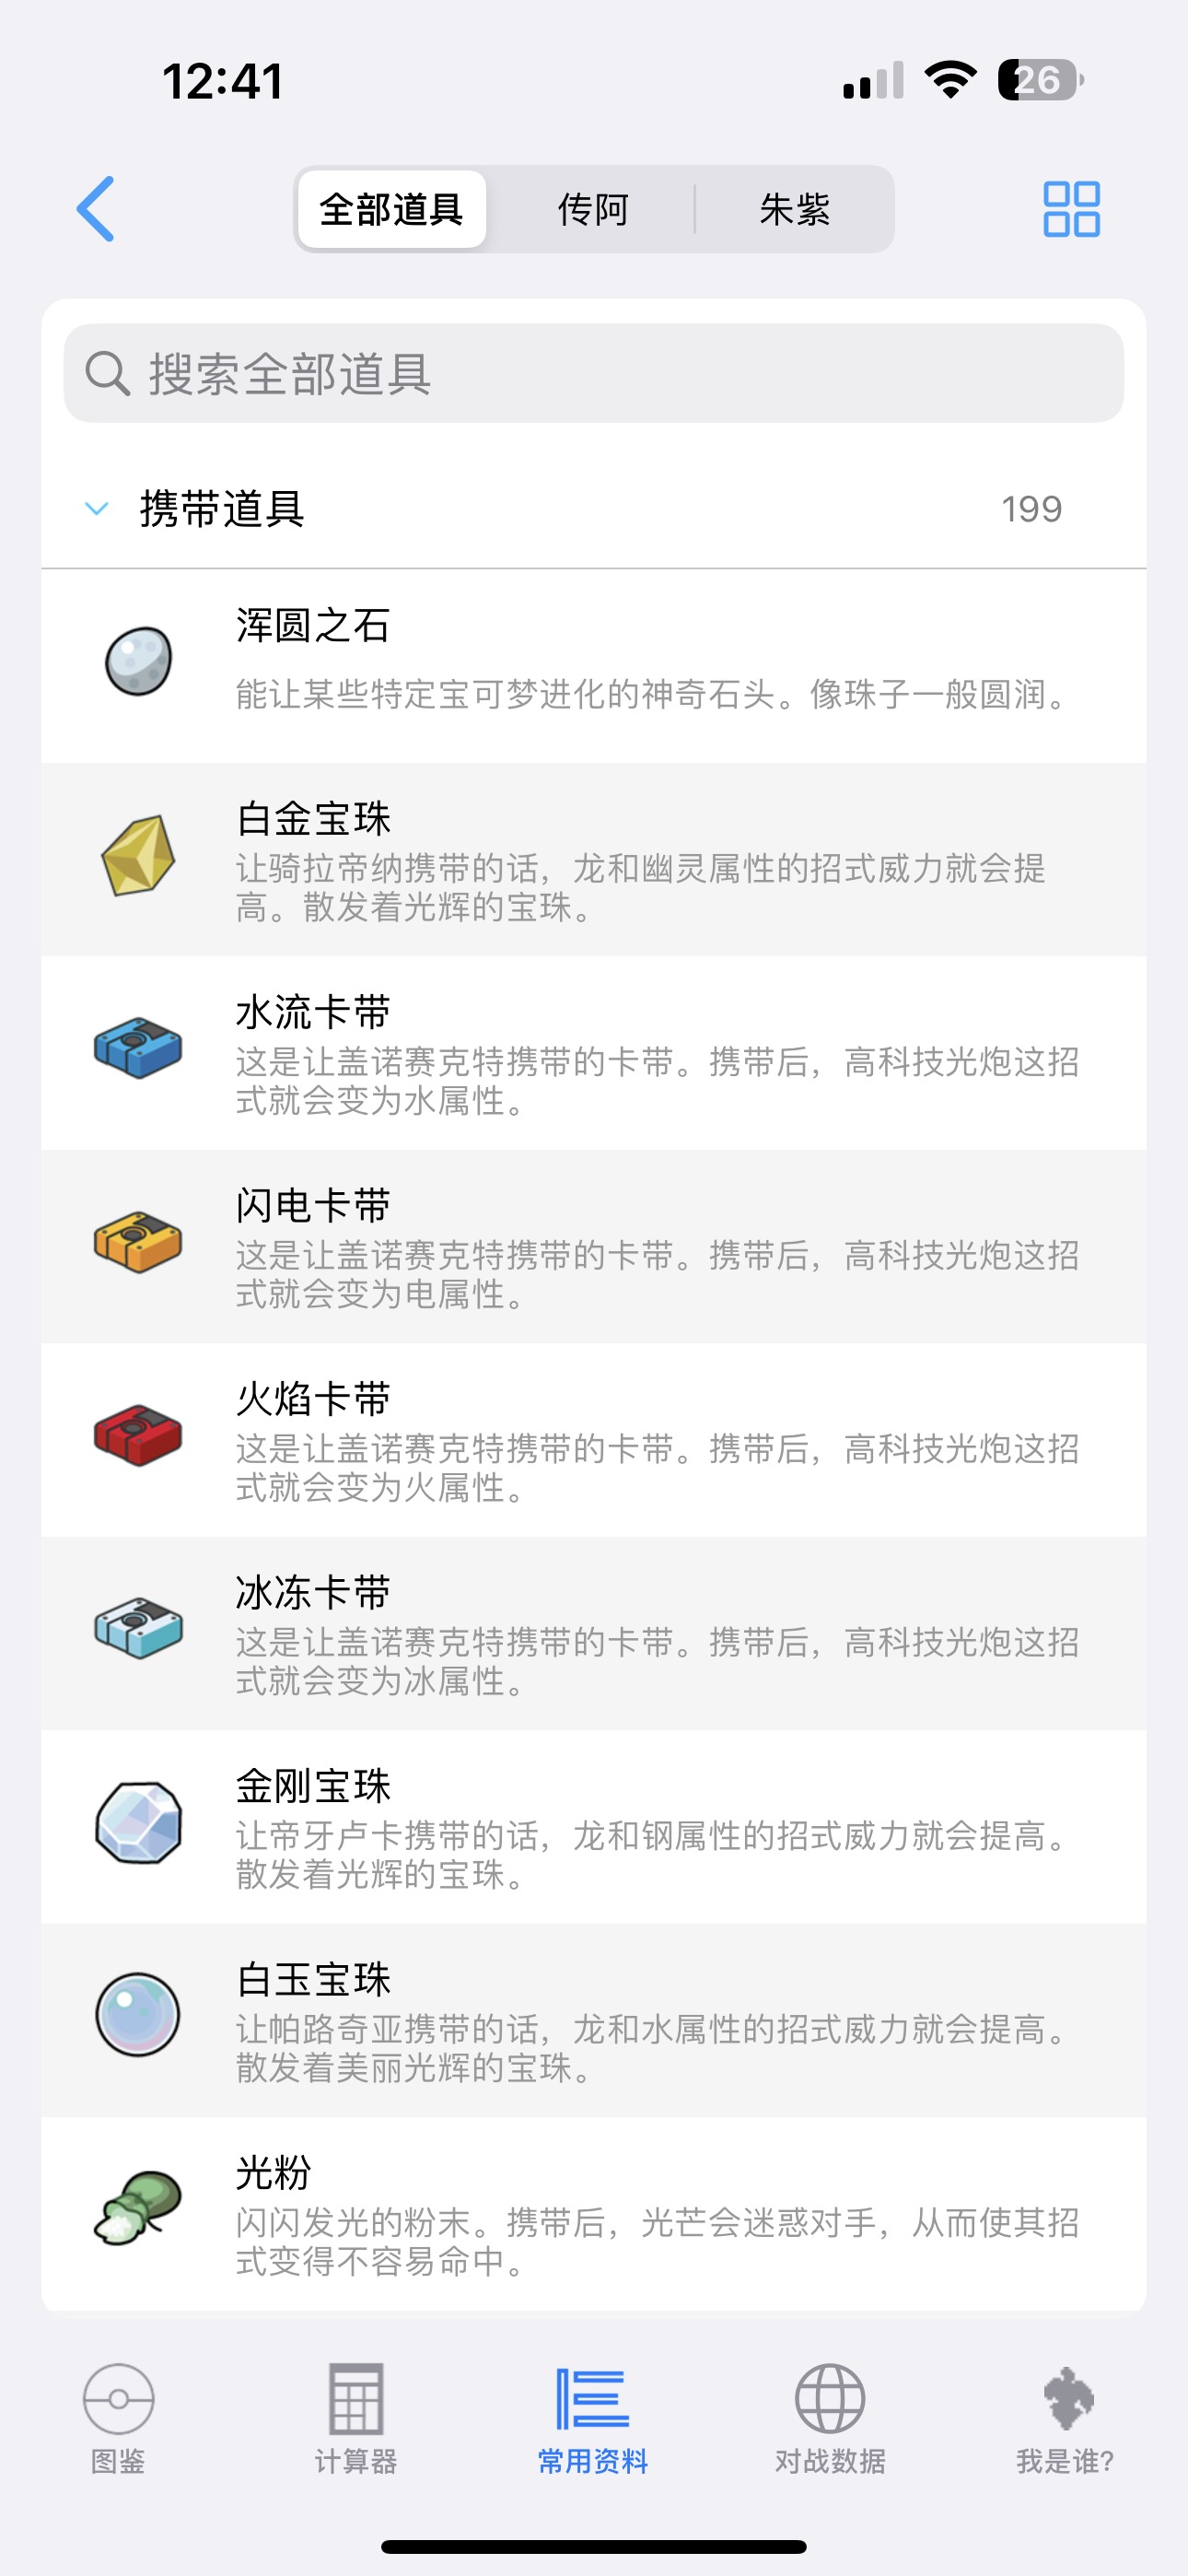 12:41
26
全部道具
传阿
朱紫
搜索全部道具
携带道具
199
浑圆之石
能让某些特定宝可梦进化的神奇石头。像珠子一般圆润。
白金宝珠
让骑拉帝纳携带的话，龙和幽灵属性的招式威力就会提
高。散发着光辉的宝珠。
水流卡带
这是让盖诺赛克特携带的卡带。携带后，高科技光炮这招
式就会变为水属性。
闪电卡带
这是让盖诺赛克特携带的卡带。携带后，高科技光炮这招
式就会变为电属性。
火焰卡带
这是让盖诺赛克特携带的卡带。携带后，高科技光炮这招
式就会变为火属性。
冰冻卡带
这是让盖诺赛克特携带的卡带。携带后，高科技光炮这招
式就会变为冰属性。
金刚宝珠
让帝牙卢卡携带的话，龙和钢属性的招式威力就会提高。
散发着光辉的宝珠。
白玉宝珠
让帕路奇亚携带的话，龙和水属性的招式威力就会提高。
散发着美丽光辉的宝珠。
光粉
闪闪发光的粉末。携带后，光芒会迷惑对手，从而使其招
式变得不容易命中。
图鉴
计算器
常用资料
对战数据
我是谁?